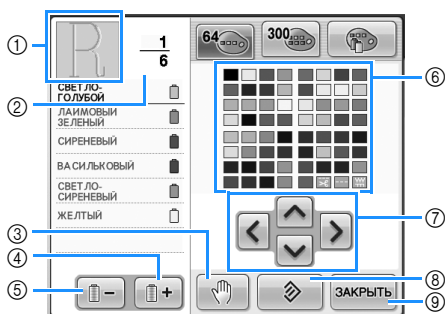 ①
R
1
6
64
300
②
СВЕТЛО-
ГОЛУБОЙ
ЛАЙМОВЫЙ
ЗЕЛЕНЫЙ
СИРЕНЕВЫЙ
ВАСИЛЬКОВЫЙ
СВЕТЛО-
СИРЕНЕВЫЙ
ЖЕЛТЫЙ
⑥
⑦
③
④
⑤
–
+
ЗАКРЫТЬ
⑧
⑨